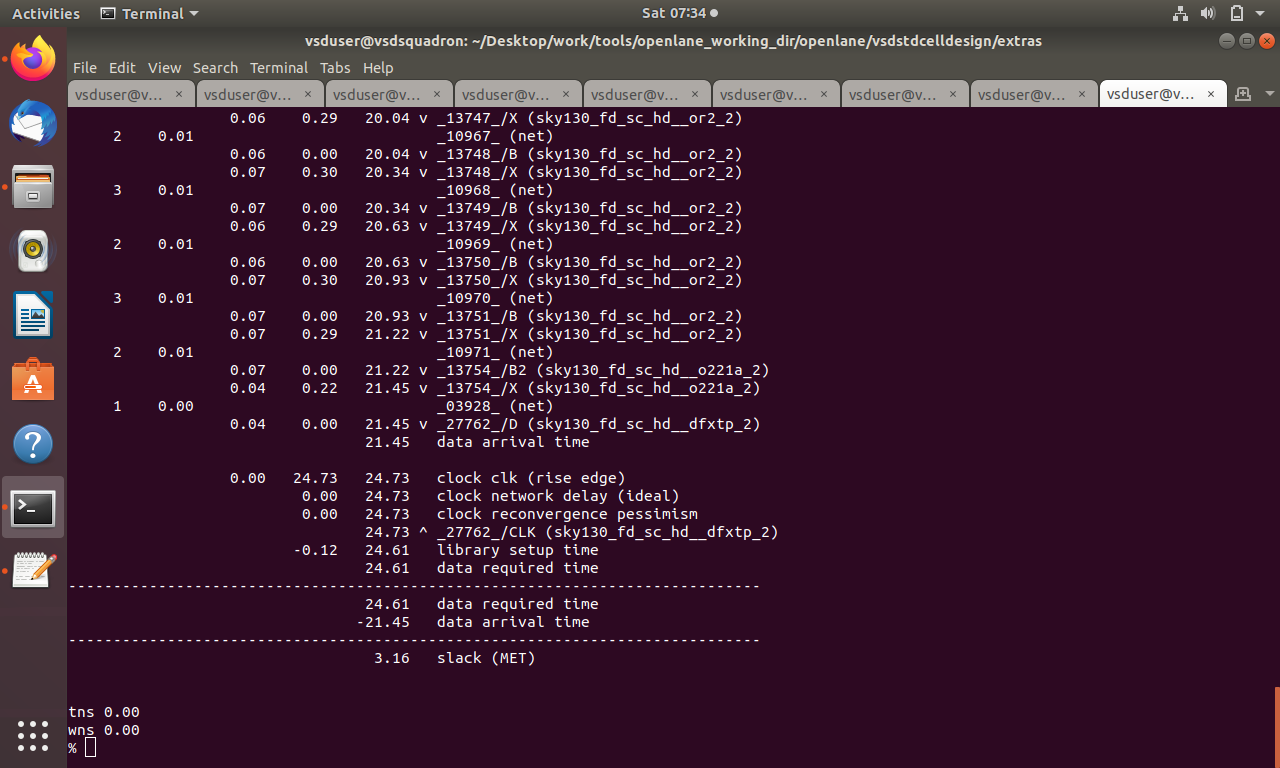 Activities Terminal Sat 07:34
vsduser@vsdsquadron: ~/Desktop/work/tools/openlane_working_dir/openlane/vsdstdcelldesign/extras
File Edit View Search Terminal Tabs Help
vsduser@v... × vsduser@v... × vsduser@v... × vsduser@v... × vsduser@v... × vsduser@v... × vsduser@v... × vsduser@v... × vsduser@v... ×
0.06 0.29 20.04 v _13747_/X (sky130_fd_sc_hd__or2_2)
2 0.01 _10967_ (net)
0.06 0.00 20.04 v _13748_/B (sky130_fd_sc_hd__or2_2)
0.07 0.30 20.34 v _13748_/X (sky130_fd_sc_hd__or2_2)
3 0.01 _10968_ (net)
0.07 0.00 20.34 v _13749_/B (sky130_fd_sc_hd__or2_2)
0.06 0.29 20.63 v _13749_/X (sky130_fd_sc_hd__or2_2)
2 0.01 _10969_ (net)
0.06 0.00 20.63 v _13750_/B (sky130_fd_sc_hd__or2_2)
0.07 0.30 20.93 v _13750_/X (sky130_fd_sc_hd__or2_2)
3 0.01 _10970_ (net)
0.07 0.00 20.93 v _13751_/B (sky130_fd_sc_hd__or2_2)
0.07 0.29 21.22 v _13751_/X (sky130_fd_sc_hd__or2_2)
2 0.01 _10971_ (net)
0.07 0.00 21.22 v _13754_/B2 (sky130_fd_sc_hd__o221a_2)
0.04 0.22 21.45 v _13754_/X (sky130_fd_sc_hd__o221a_2)
1 0.00 _03928_ (net)
0.04 0.00 21.45 v _27762_/D (sky130_fd_sc_hd__dfxtp_2)
21.45 data arrival time
0.00 24.73 24.73 clock clk (rise edge)
0.00 24.73 clock network delay (ideal)
0.00 24.73 clock reconvergence pessimism
24.73 ^ _27762_/CLK (sky130_fd_sc_hd__dfxtp_2)
-0.12 24.61 library setup time
24.61 data required time
-----------------------------------------------------------------------------
24.61 data required time
-21.45 data arrival time
-----------------------------------------------------------------------------
3.16 slack (MET)
tns 0.00
wns 0.00
%